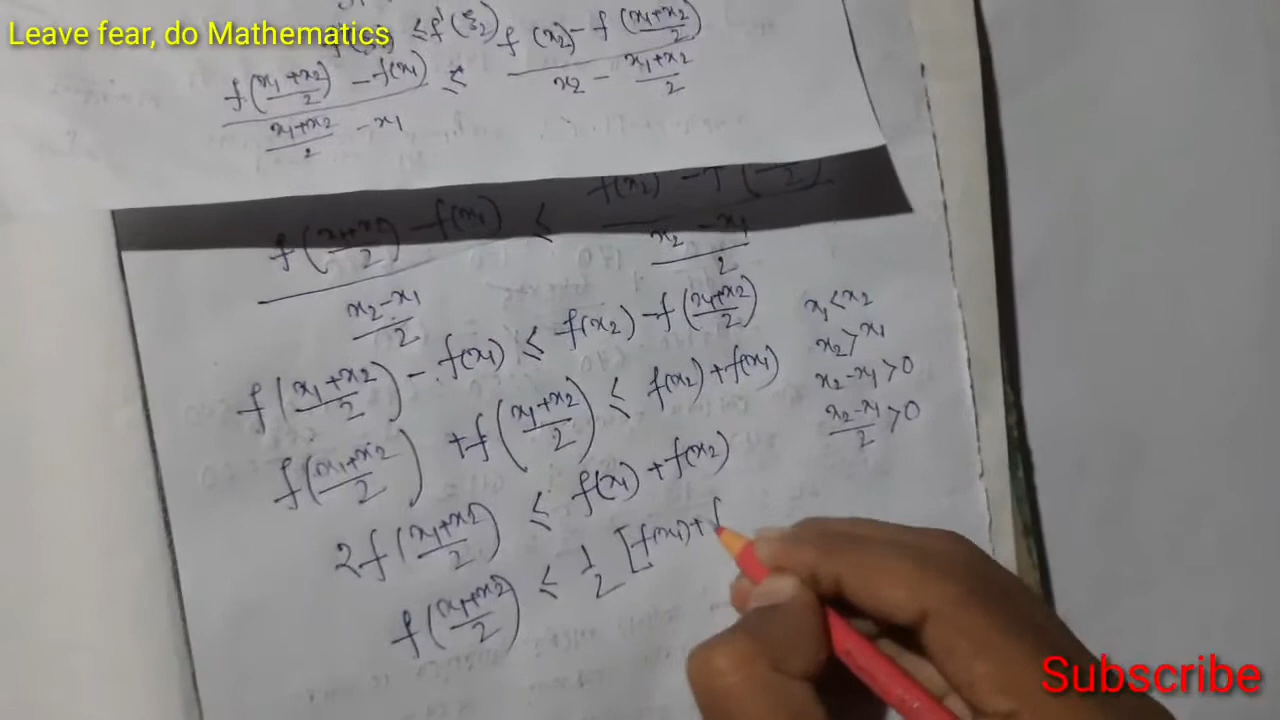 Leave fear, do Mathematics
≤ f'(ξ₂)
f((x₁+x₂)/2) - f(x₁) / ((x₁+x₂)/2 - x₁) ≤ f(x₂) - f((x₁+x₂)/2) / (x₂ - (x₁+x₂)/2)
f((x₁+x₂)/2) - f(x₁) / ((x₂-x₁)/2) ≤ f(x₂) - f( /2) / ((x₂-x₁)/2)
f((x₁+x₂)/2) - f(x₁) ≤ f(x₂) - f((x₁+x₂)/2)
x₁<x₂
f((x₁+x₂)/2) + f((x₁+x₂)/2) ≤ f(x₂) + f(x₁)
x₂>x₁
x₂-x₁>0
(x₂-x₁)/2 >0
2f((x₁+x₂)/2) ≤ f(x₁) + f(x₂)
f((x₁+x₂)/2) ≤ 1/2 [f(x₁) + f
Subscribe